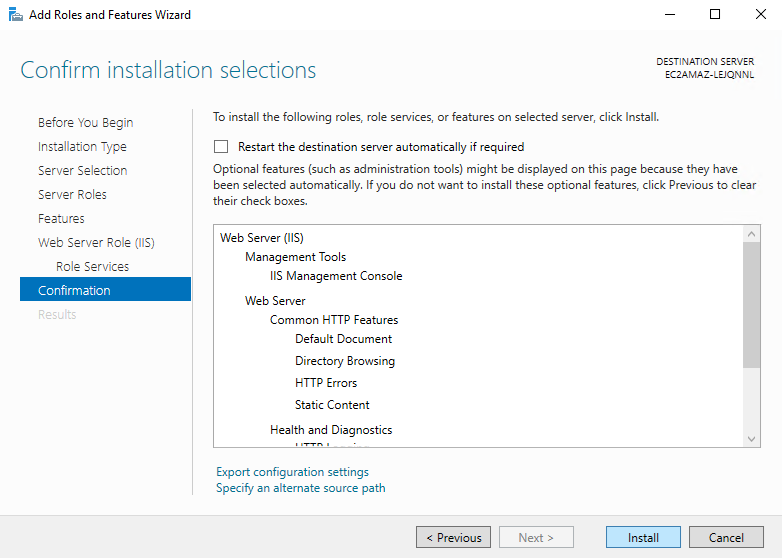 Add Roles and Features Wizard
Confirm installation selections
DESTINATION SERVER
EC2AMAZ-LEJQNNL
Before You Begin
Installation Type
Server Selection
Server Roles
Features
Web Server Role (IIS)
Role Services
Confirmation
Results
To install the following roles, role services, or features on selected server, click Install.
Restart the destination server automatically if required
Optional features (such as administration tools) might be displayed on this page because they have
been selected automatically. If you do not want to install these optional features, click Previous to clear
their check boxes.
Web Server (IIS)
Management Tools
IIS Management Console
Web Server
Common HTTP Features
Default Document
Directory Browsing
HTTP Errors
Static Content
Health and Diagnostics
Export configuration settings
Specify an alternate source path
< Previous
Next >
Install
Cancel